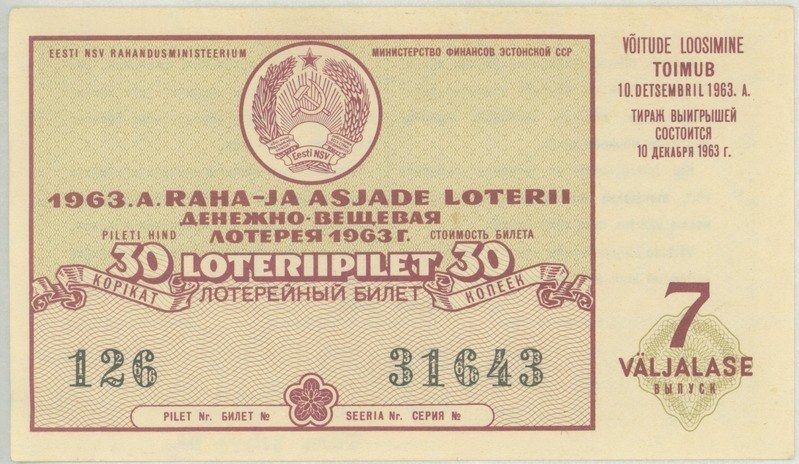 EESTI NSV RAHANDUSMINISTEERIUM
МИНИСТЕРСТВО ФИНАНСОВ ЭСТОНСКОЙ ССР
Eesti NSV
1963.A. RAHA-JA ASJADE LOTERII
ДЕНЕЖНО-ВЕЩЕВАЯ
PILETI HIND ЛОТЕРЕЯ 1963 Г. СТОИМОСТЬ БИЛЕТА
30 LOTERIIPILET 30
KOPIKAT ЛОТЕРЕЙНЫЙ БИЛЕТ КОПЕЕК
126 31643
PILET Nr. БИЛЕТ № SEERIA Nr. СЕРИЯ №
VÕITUDE LOOSIMINE
TOIMUB
10. DETSEMBRIL 1963. A.
ТИРАЖ ВЫИГРЫШЕЙ
СОСТОИТСЯ
10 ДЕКАБРЯ 1963 г.
7
VÄLJALASE
ВЫПУСК